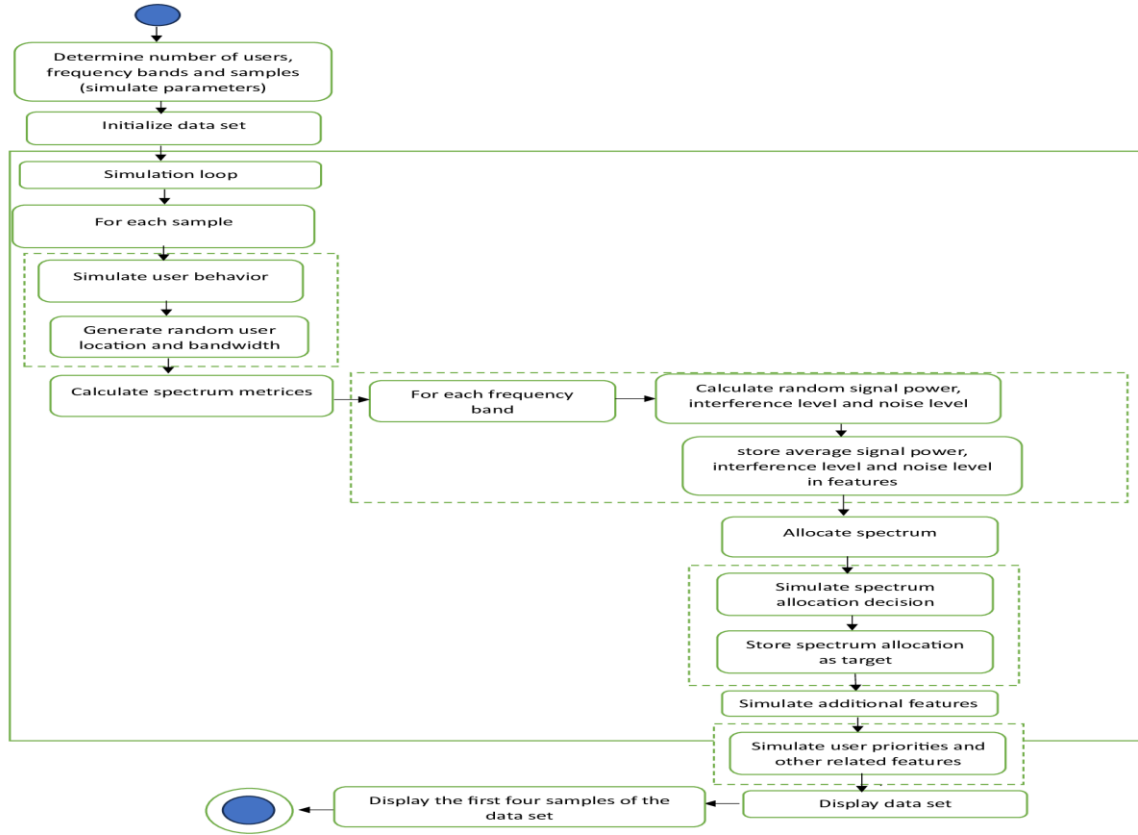 Determine number of users,
frequency bands and samples
(simulate parameters)
Initialize data set
Simulation loop
For each sample
Simulate user behavior
Generate random user
location and bandwidth
Calculate spectrum metrices
For each frequency
band
Calculate random signal power,
interference level and noise level
store average signal power,
interference level and noise level
in features
Allocate spectrum
Simulate spectrum
allocation decision
Store spectrum allocation
as target
Simulate additional features
Simulate user priorities and
other related features
Display data set
Display the first four samples of the
data set